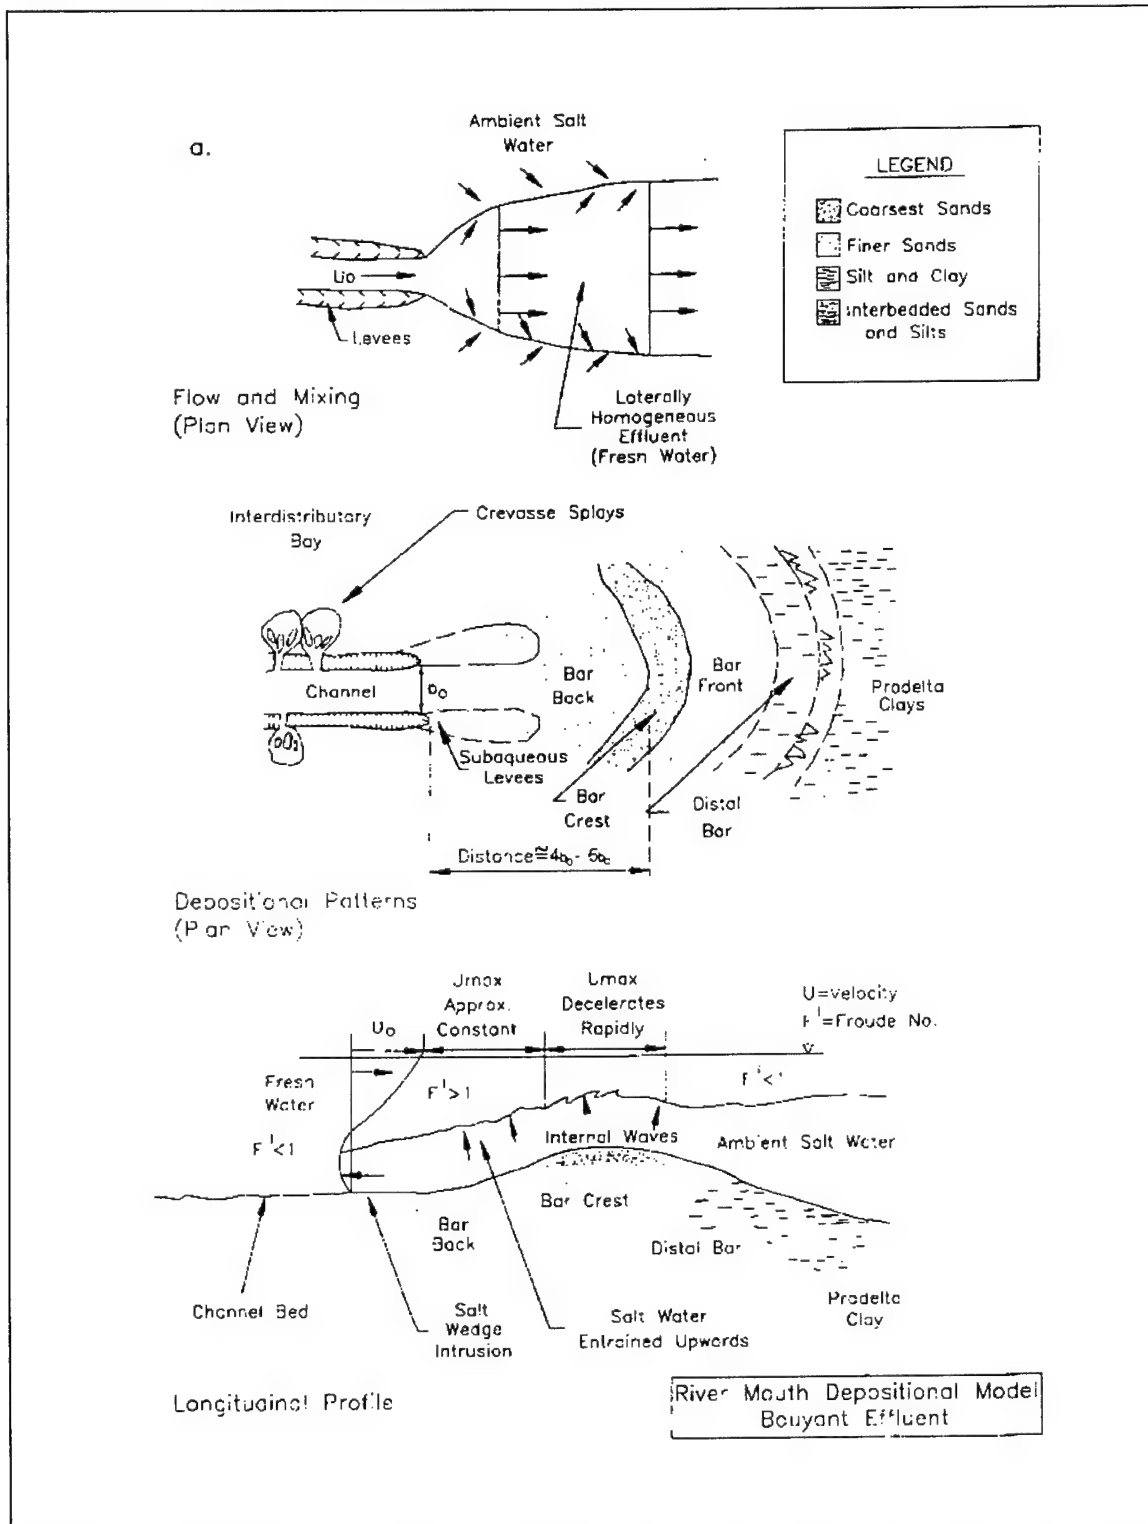 a.
Ambient Salt
Water
LEGEND
Coarsest Sands
Finer Sands
Silt and Clay
Interbedded Sands
and Silts
Uo
Levees
Flow and Mixing
(Plan View)
Laterally
Homogeneous
Effluent
(Fresh Water)
Interdistributary
Bay
Crevasse Splays
Channel
bo
Bar
Back
Bar
Front
Prodelta
Clays
Subaqueous
Levees
Bar
Crest
Distal
Bar
Distance≅4bo- 5bo
Depositional Patterns
(Plan View)
Uo
Umax
Approx.
Constant
Umax
Decelerates
Rapidly
U=velocity
F'=Froude No.
Fresh
Water
F'>1
F'<1
F'<1
Internal Waves
Ambient Salt Water
Bar Crest
Bar
Back
Distal Bar
Channel Bed
Salt
Wedge
Intrusion
Salt Water
Entrained Upwards
Prodelta
Clay
Longitudinal Profile
River Mouth Depositional Model
Bouyant Effluent